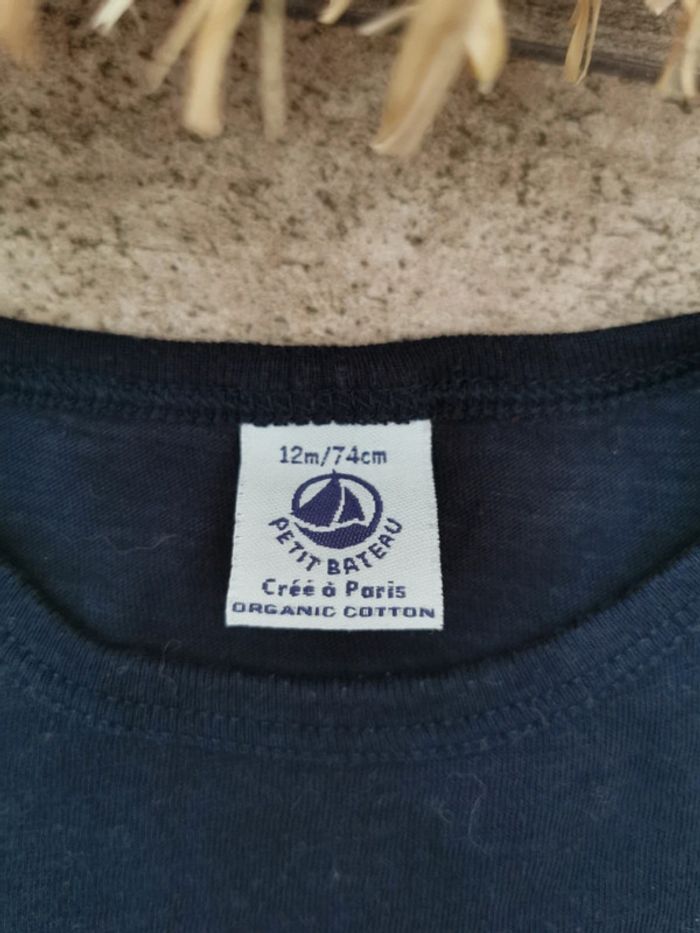 12m/74cm
PETIT BATEAU
Créé à Paris
ORGANIC COTTON